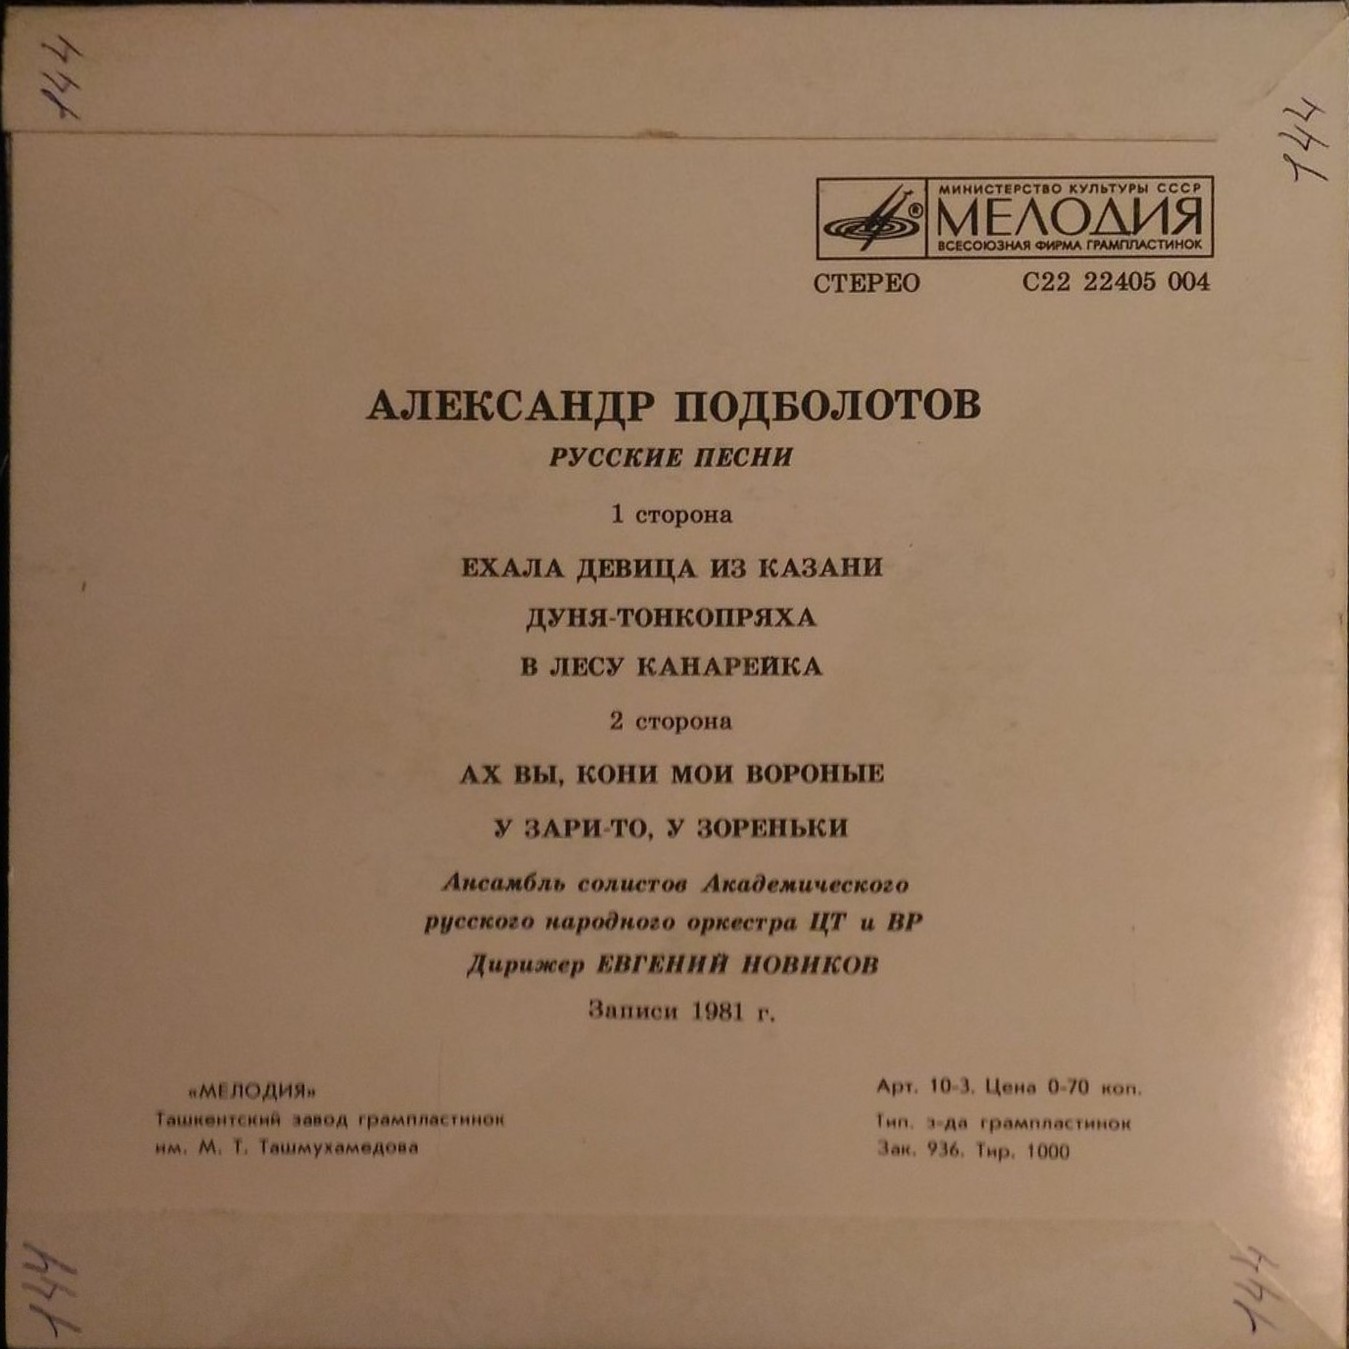 144
144
МИНИСТЕРСТВО КУЛЬТУРЫ СССР
МЕЛОДИЯ
ВСЕСОЮЗНАЯ ФИРМА ГРАМПЛАСТИНОК
СТЕРЕО С22 22405 004
АЛЕКСАНДР ПОДБОЛОТОВ
РУССКИЕ ПЕСНИ
1 сторона
ЕХАЛА ДЕВИЦА ИЗ КАЗАНИ
ДУНЯ-ТОНКОПРЯХА
В ЛЕСУ КАНАРЕЙКА
2 сторона
АХ ВЫ, КОНИ МОИ ВОРОНЫЕ
У ЗАРИ-ТО, У ЗОРЕНЬКИ
Ансамбль солистов Академического
русского народного оркестра ЦТ и ВР
Дирижер ЕВГЕНИЙ НОВИКОВ
Записи 1981 г.
«МЕЛОДИЯ»
Ташкентский завод грампластинок
им. М. Т. Ташмухамедова
Арт. 10-3. Цена 0-70 коп.
Тип. з-да грампластинок
Зак. 936. Тир. 1000
144
144